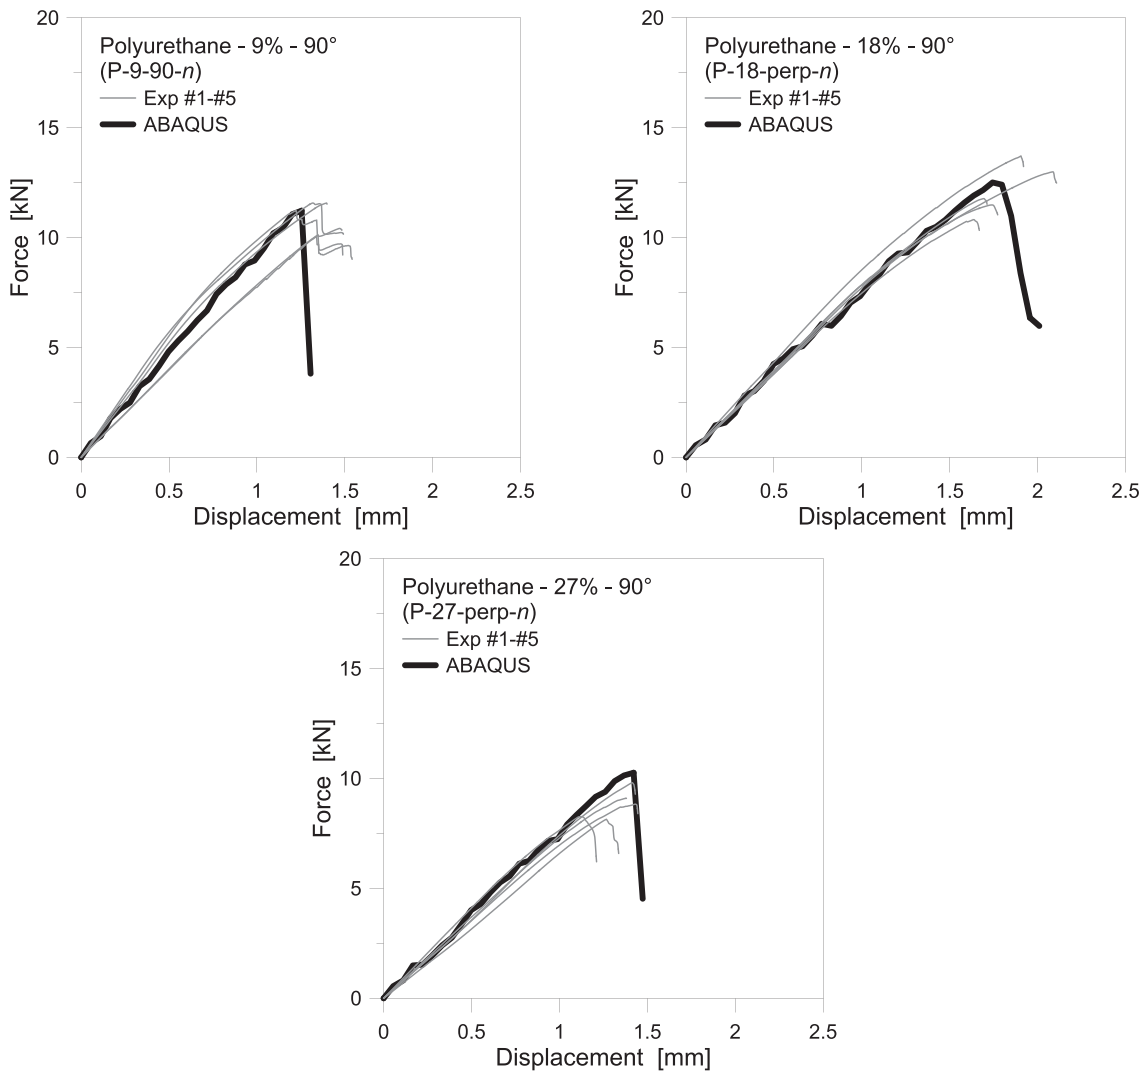 20
15
10
5
0
Force [kN]
Polyurethane - 9% - 90°
(P-9-90-n)
Exp #1-#5
ABAQUS
0 0.5 1 1.5 2 2.5
Displacement [mm]
20
15
10
5
0
Force [kN]
Polyurethane - 18% - 90°
(P-18-perp-n)
Exp #1-#5
ABAQUS
0 0.5 1 1.5 2 2.5
Displacement [mm]
20
15
10
5
0
Force [kN]
Polyurethane - 27% - 90°
(P-27-perp-n)
Exp #1-#5
ABAQUS
0 0.5 1 1.5 2 2.5
Displacement [mm]